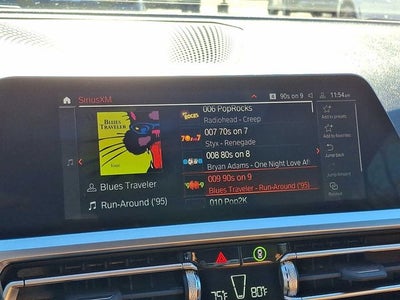 SiriusXM
90s on 9
11:54 AM
006 PopRocks
Radiohead - Creep
007 70s on 7
Styx - Renegade
008 80s on 8
Bryan Adams - One Night Love Af
009 90s on 9
Blues Traveler - Run-Around ('95)
010 Pop2K
BLUES
TRAVELER
Blues Traveler
Run-Around ('95)
Add to presets
Add to favorites
Jump back
Jump forward
Related
75°F
80°F